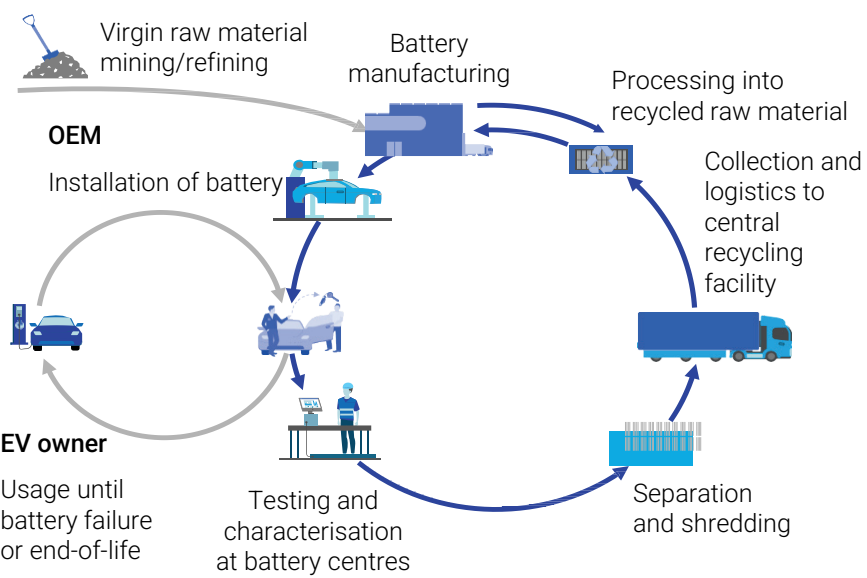 Virgin raw material
mining/refining
Battery
manufacturing
Processing into
recycled raw material
OEM
Installation of battery
Collection and
logistics to
central
recycling
facility
EV owner
Usage until
battery failure
or end-of-life
Testing and
characterisation
at battery centres
Separation
and shredding